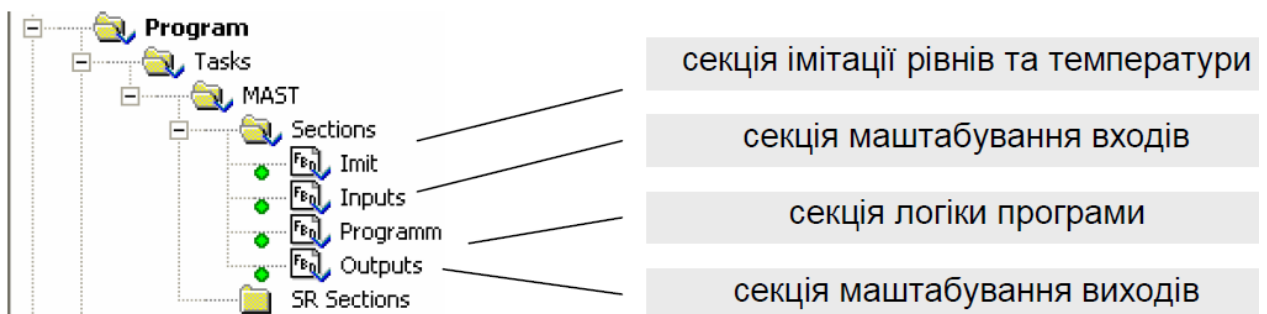 Program
Tasks
MAST
Sections
Imit
Inputs
Programm
Outputs
SR Sections
секція імітації рівнів та температури
секція маштабування входів
секція логіки програми
секція маштабування виходів